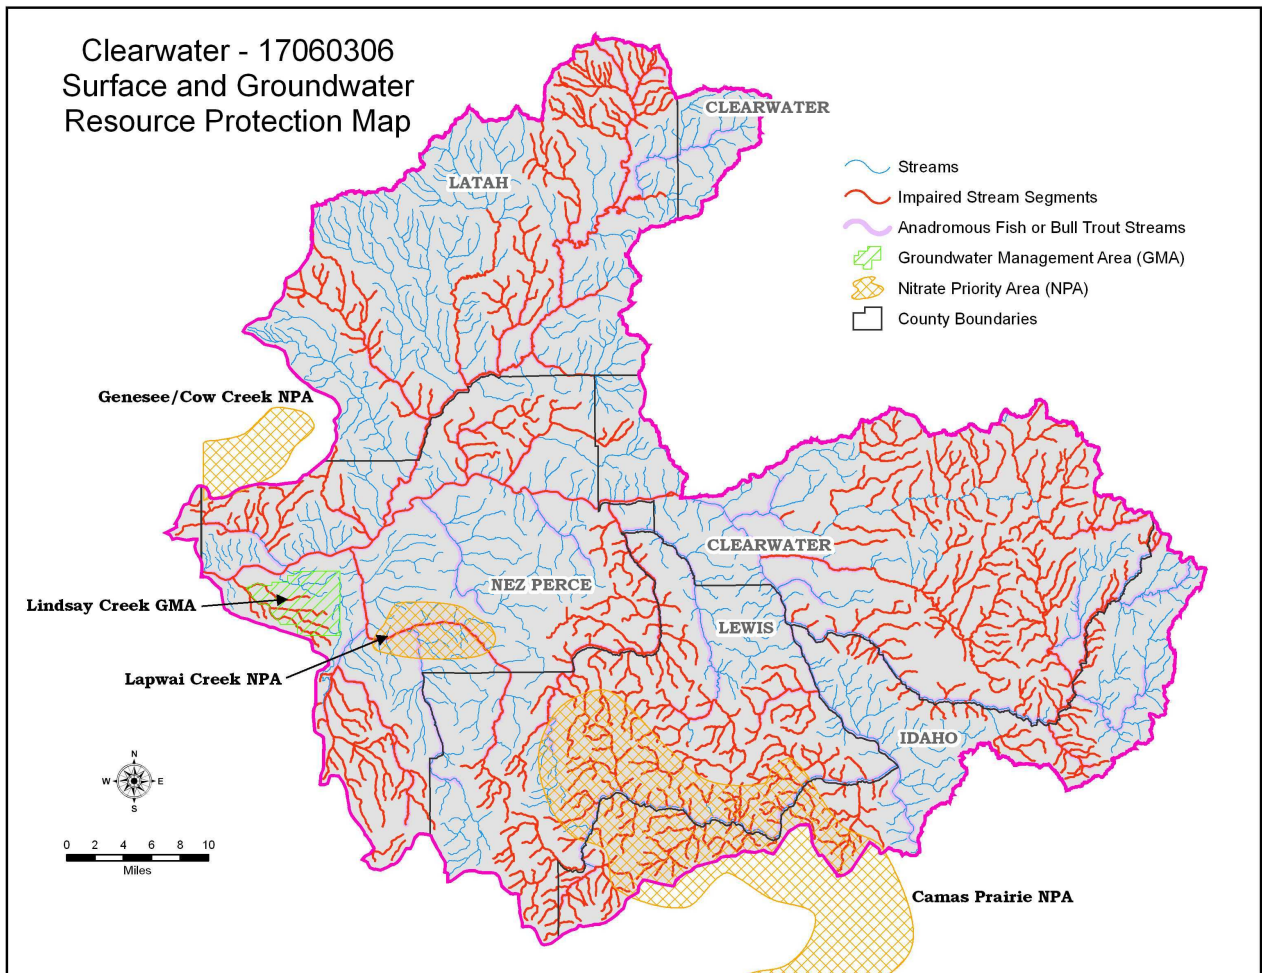 Clearwater - 17060306
Surface and Groundwater
Resource Protection Map
CLEARWATER
LATAH
Streams
Impaired Stream Segments
Anadromous Fish or Bull Trout Streams
Groundwater Management Area (GMA)
Nitrate Priority Area (NPA)
County Boundaries
Genesee/Cow Creek NPA
CLEARWATER
NEZ PERCE
Lindsay Creek GMA
LEWIS
Lapwai Creek NPA
IDAHO
N
W E
S
0 2 4 6 8 10
Miles
Camas Prairie NPA